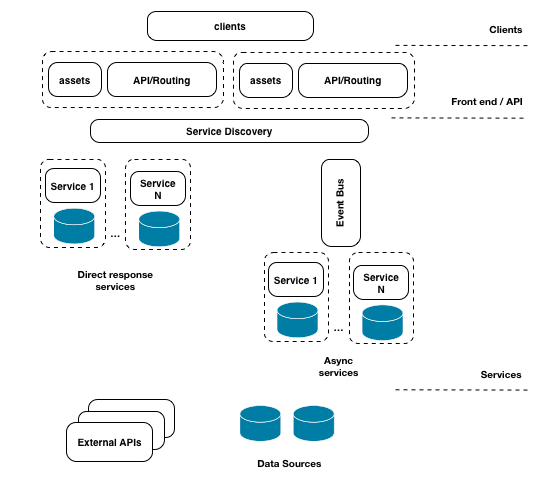 clients
Clients
assets
API/Routing
assets
API/Routing
Front end / API
Service Discovery
Service 1
Service
N
...
Direct response
services
Event Bus
Service 1
Service
N
...
Async
services
Services
External APIs
Data Sources